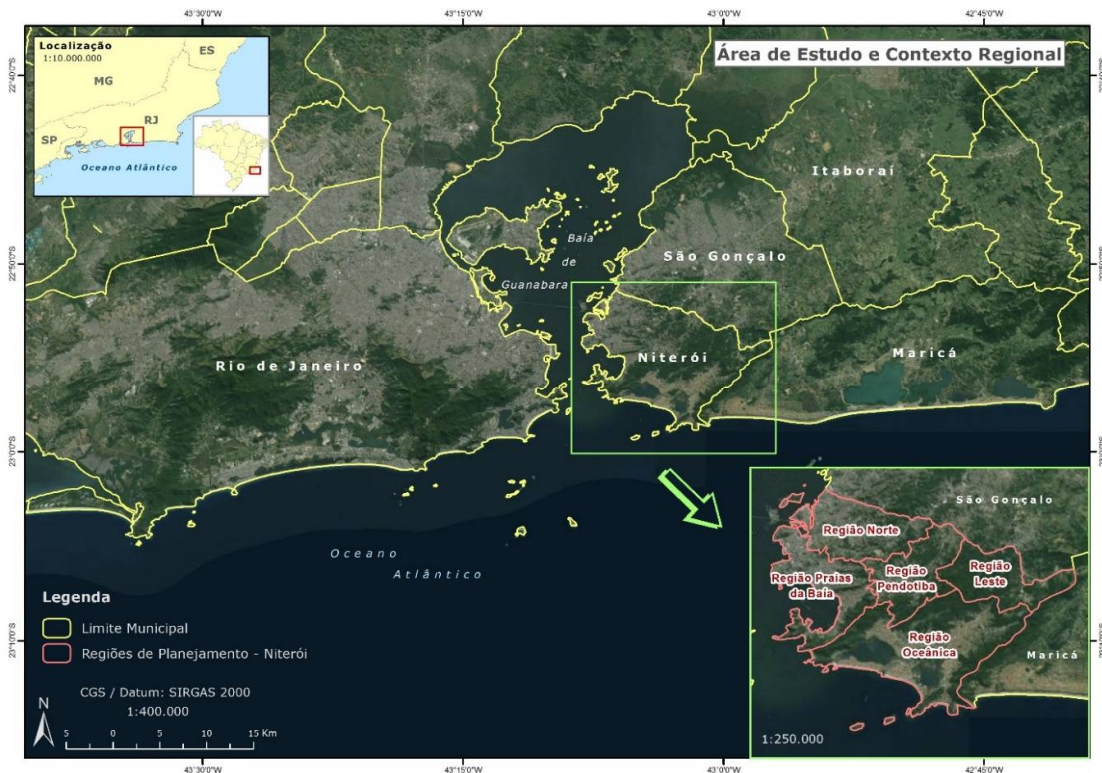 43°30'0"W
43°15'0"W
43°0'0"W
42°45'0"W
Área de Estudo e Contexto Regional
Localização
1:10.000.000
ES
MG
RJ
SP
Oceano Atlântico
22°40'0"S
22°50'0"S
23°0'0"S
23°10'0"S
Itaboraí
Baía
de
Guanabara
São Gonçalo
Rio de Janeiro
Niterói
Maricá
Oceano
Atlântico
Legenda
Limite Municipal
Regiões de Planejamento - Niterói
CGS / Datum: SIRGAS 2000
1:400.000
N
5 0 5 10 15 Km
São Gonçalo
Região Norte
Região Praias
da Baía
Região
Pendotiba
Região
Leste
Região
Oceânica
Maricá
1:250.000
43°30'0"W
43°15'0"W
43°0'0"W
42°45'0"W